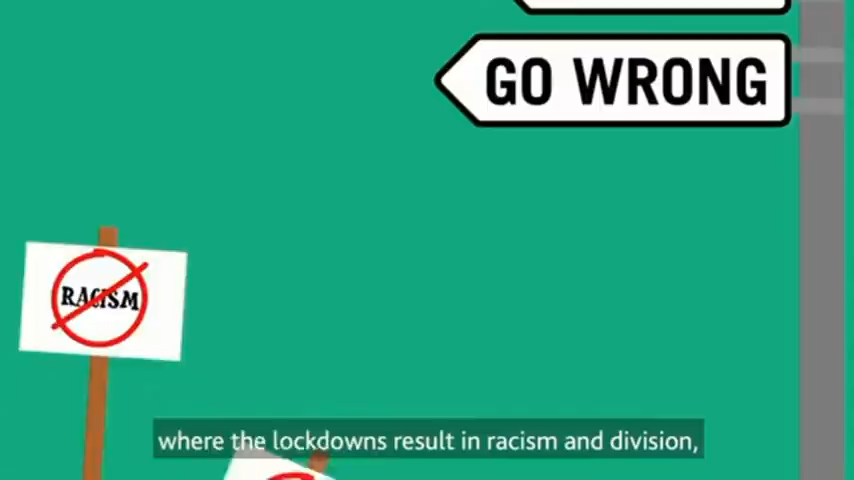 GO WRONG
RACISM
where the lockdowns result in racism and division,